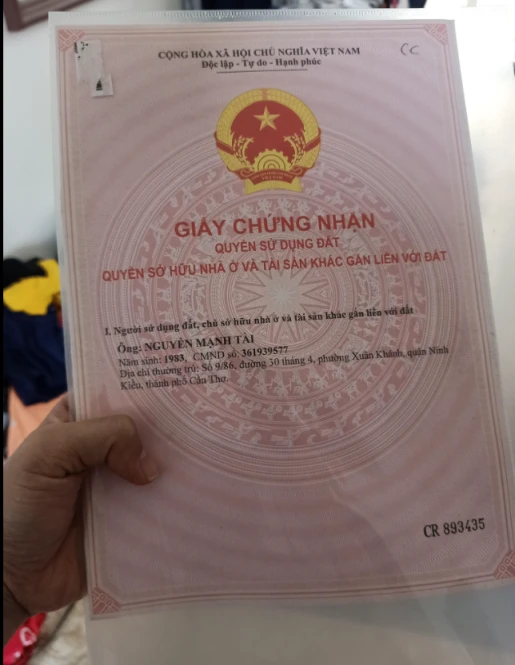 CỘNG HÒA XÃ HỘI CHỦ NGHĨA VIỆT NAM
Độc lập - Tự do - Hạnh phúc
CC
GIẤY CHỨNG NHẬN
QUYỀN SỬ DỤNG ĐẤT
QUYỀN SỞ HỮU NHÀ Ở VÀ TÀI SẢN KHÁC GẮN LIỀN VỚI ĐẤT
I. Người sử dụng đất, chủ sở hữu nhà ở và tài sản khác gắn liền với đất
Ông: NGUYỄN MẠNH TÀI
Năm sinh: 1983, CMND số: 361939577
Địa chỉ thường trú: Số 9/86, đường 30 tháng 4, phường Xuân Khánh, quận Ninh
Kiều, thành phố Cần Thơ.
CR 893435